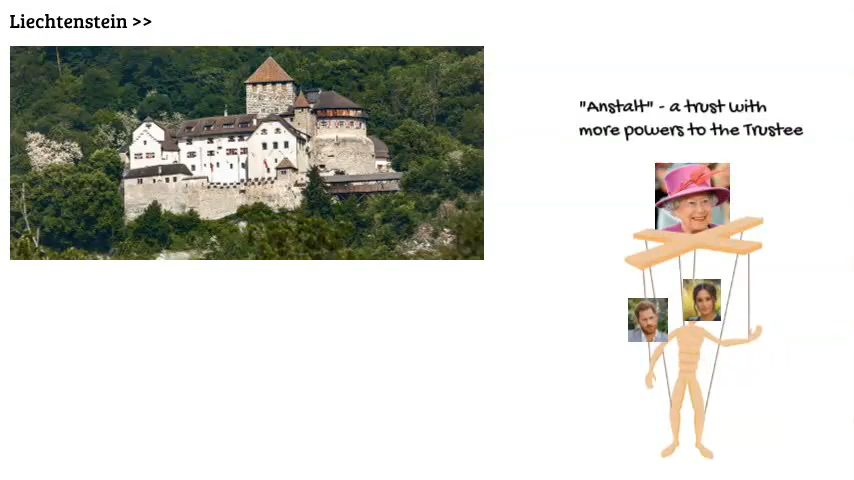 Liechtenstein >>
"Anstalt" - a trust with
more powers to the Trustee